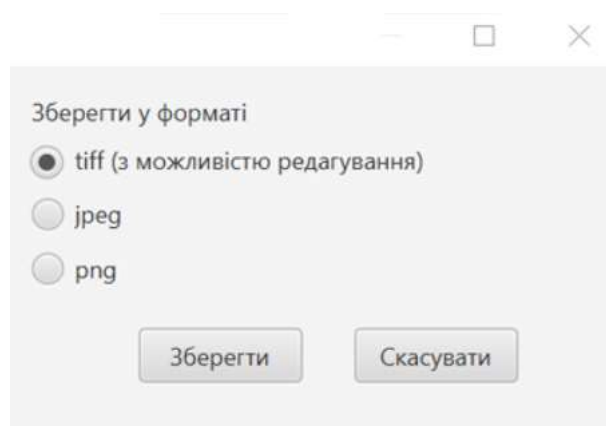 Зберегти у форматі
tiff (з можливістю редагування)
jpeg
png
Зберегти Скасувати